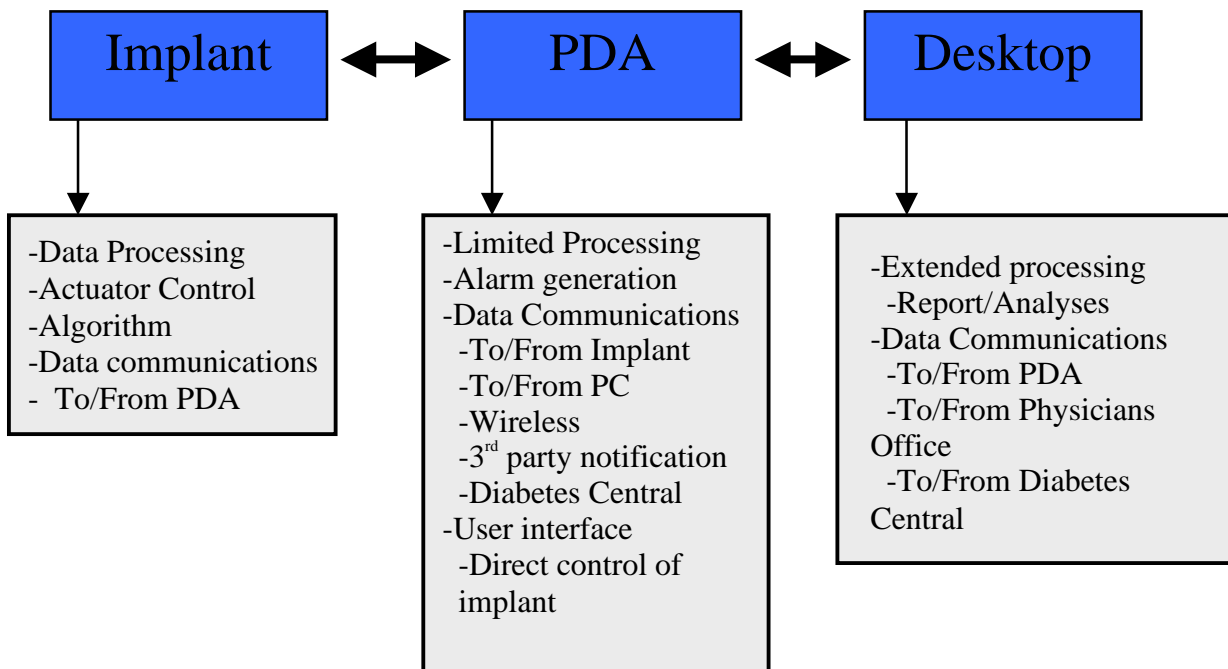 Implant
PDA
Desktop
-Data Processing
-Actuator Control
-Algorithm
-Data communications
- To/From PDA
-Limited Processing
-Alarm generation
-Data Communications
-To/From Implant
-To/From PC
-Wireless
-3rd party notification
-Diabetes Central
-User interface
-Direct control of
implant
-Extended processing
-Report/Analyses
-Data Communications
-To/From PDA
-To/From Physicians
Office
-To/From Diabetes
Central